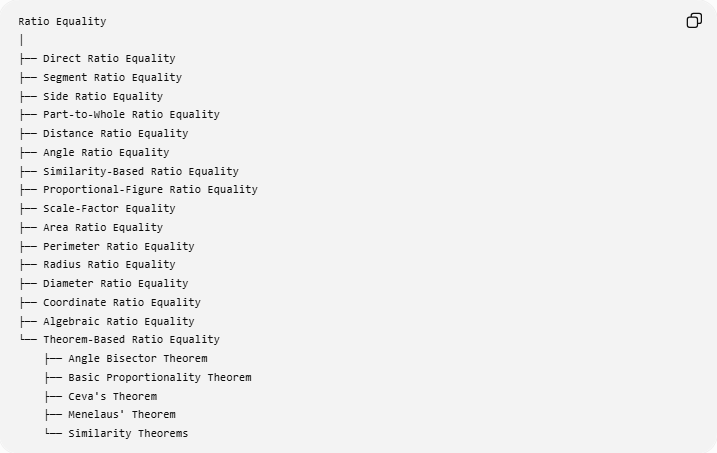 Ratio Equality
│
├── Direct Ratio Equality
├── Segment Ratio Equality
├── Side Ratio Equality
├── Part-to-Whole Ratio Equality
├── Distance Ratio Equality
├── Angle Ratio Equality
├── Similarity-Based Ratio Equality
├── Proportional-Figure Ratio Equality
├── Scale-Factor Equality
├── Area Ratio Equality
├── Perimeter Ratio Equality
├── Radius Ratio Equality
├── Diameter Ratio Equality
├── Coordinate Ratio Equality
├── Algebraic Ratio Equality
└── Theorem-Based Ratio Equality
    ├── Angle Bisector Theorem
    ├── Basic Proportionality Theorem
    ├── Ceva's Theorem
    ├── Menelaus' Theorem
    └── Similarity Theorems